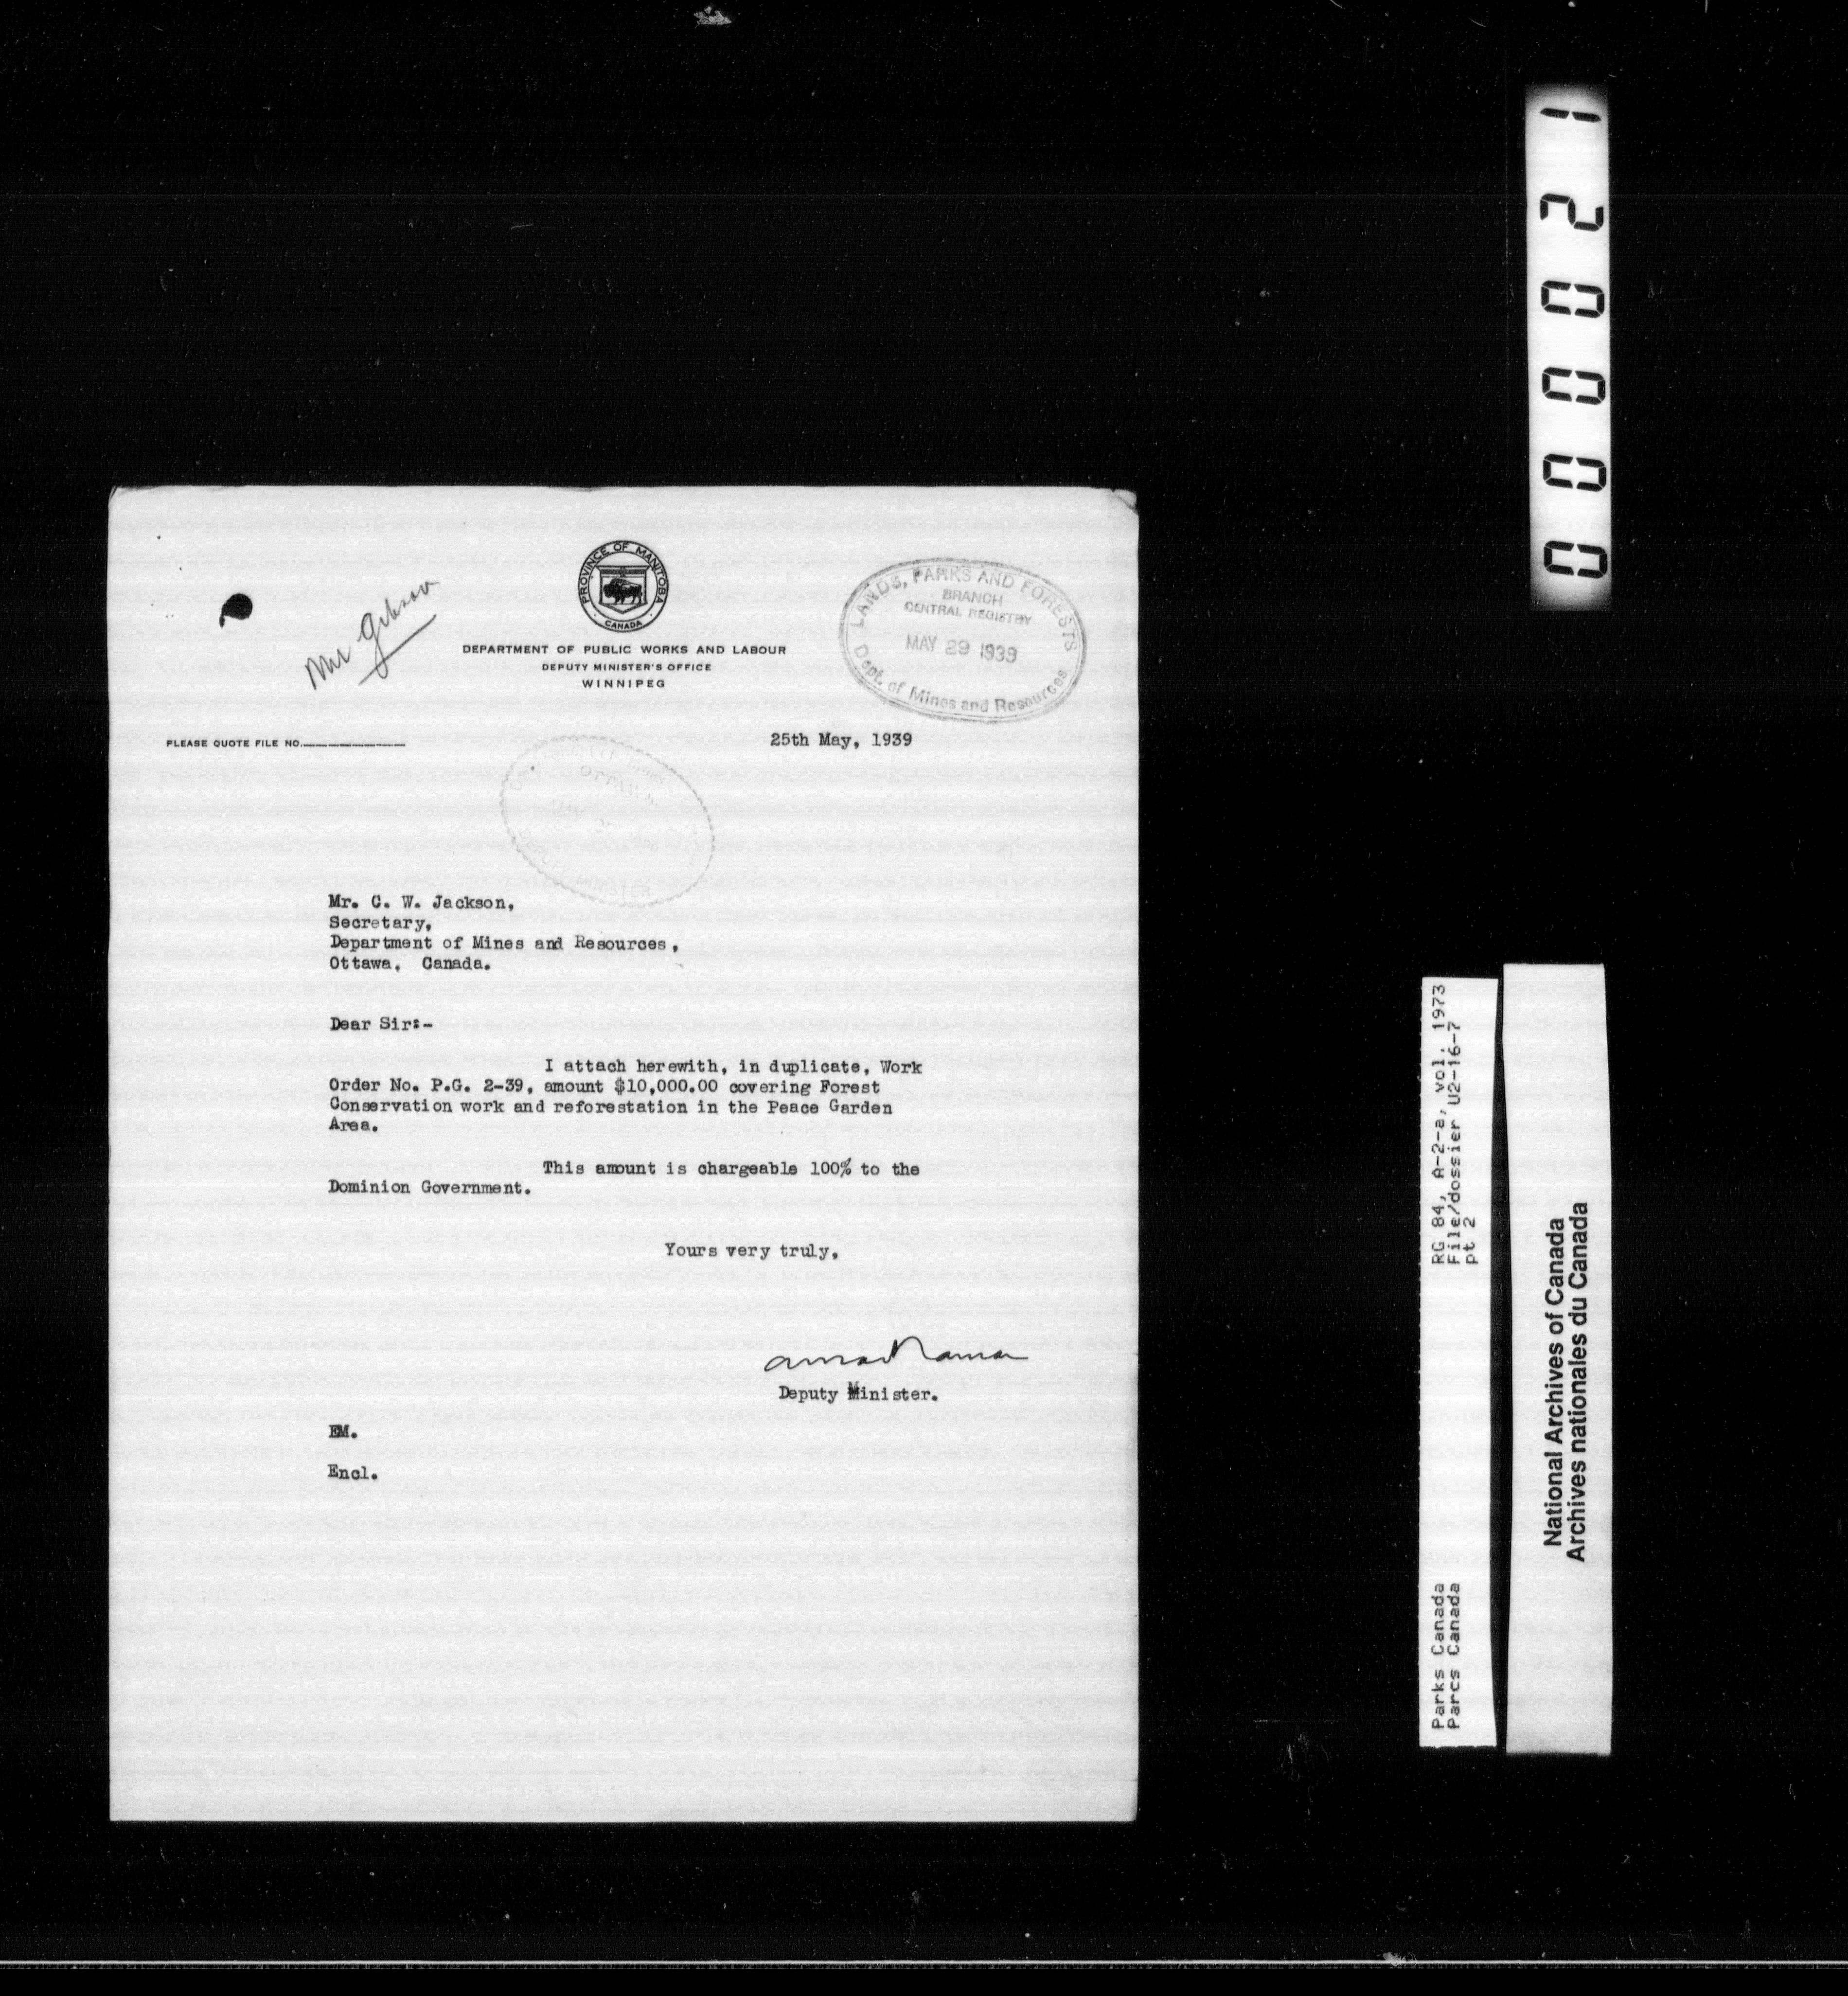 Mr Gibson
PROVINCE OF MANITOBA
CANADA
DEPARTMENT OF PUBLIC WORKS AND LABOUR
DEPUTY MINISTER'S OFFICE
WINNIPEG
LANDS, PARKS AND FORESTS
BRANCH
CENTRAL REGISTRY
MAY 29 1939
Dept. of Mines and Resources
PLEASE QUOTE FILE NO.
25th May, 1939
OTTAWA
MAY 27
DEPUTY MINISTER
Mr. C. W. Jackson,
Secretary,
Department of Mines and Resources,
Ottawa, Canada.
Dear Sir:-
I attach herewith, in duplicate, Work
Order No. P.G. 2-39, amount $10,000.00 covering Forest
Conservation work and reforestation in the Peace Garden
Area.
This amount is chargeable 100% to the
Dominion Government.
Yours very truly,
Deputy Minister.
EM.
Encl.
000021
RG 84, A-2-a, vol. 1973
File/dossier U2-16-7
pt 2
Parks Canada
Parcs Canada
National Archives of Canada
Archives nationales du Canada